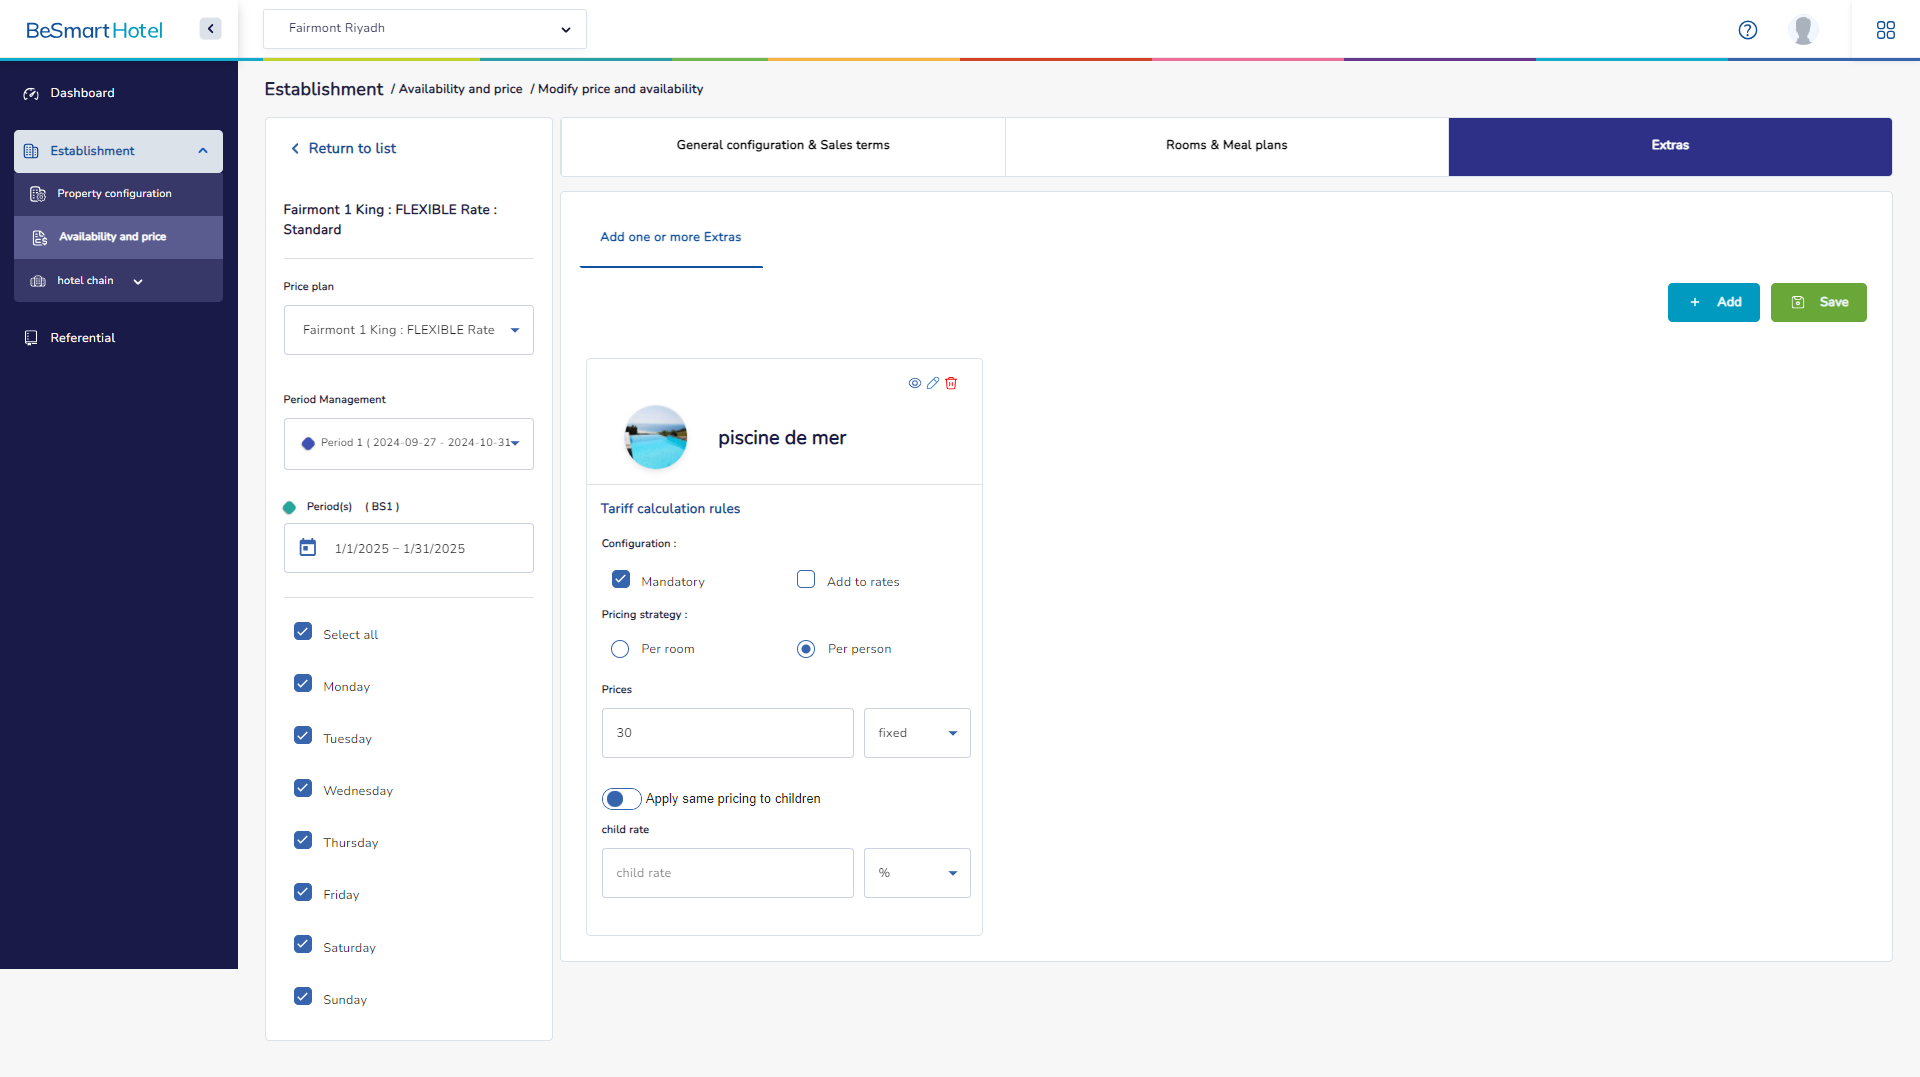 BeSmartHotel
Fairmont Riyadh
Dashboard
Establishment
Property configuration
Availability and price
hotel chain
Referential
Establishment / Availability and price / Modify price and availability
Return to list
Fairmont 1 King : FLEXIBLE Rate :
Standard
Price plan
Fairmont 1 King : FLEXIBLE Rate
Period Management
Period 1 ( 2024-09-27 - 2024-10-31
Period(s) ( BS1 )
1/1/2025 – 1/31/2025
Select all
Monday
Tuesday
Wednesday
Thursday
Friday
Saturday
Sunday
General configuration & Sales terms
Rooms & Meal plans
Extras
Add one or more Extras
+ Add
Save
piscine de mer
Tariff calculation rules
Configuration :
Mandatory
Add to rates
Pricing strategy :
Per room
Per person
Prices
30
fixed
Apply same pricing to children
child rate
child rate
%